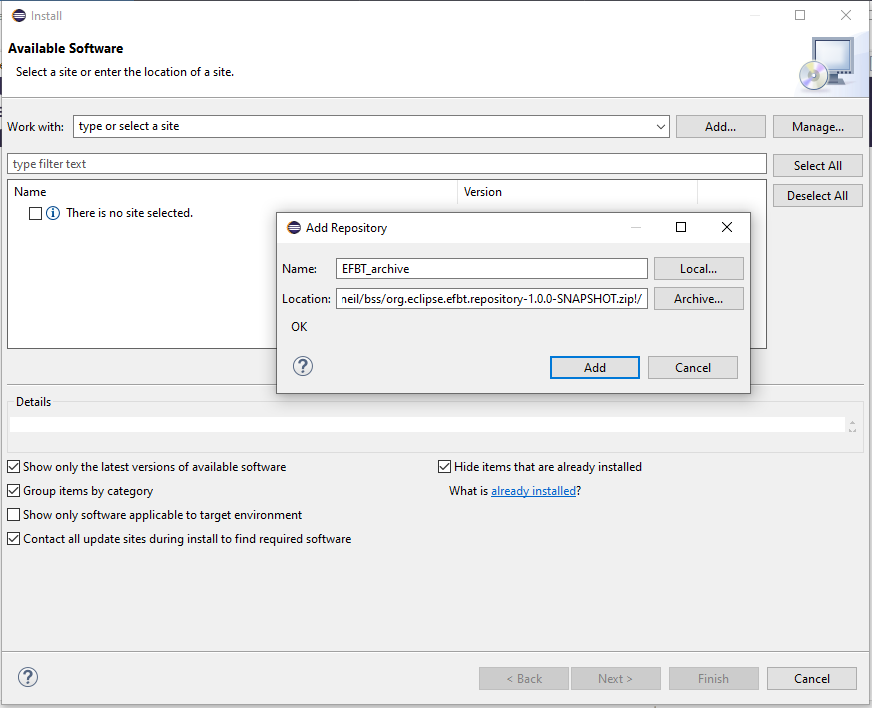 Install
Available Software
Select a site or enter the location of a site.
Work with: type or select a site Add... Manage...
type filter text Select All
Name Version Deselect All
There is no site selected.
Add Repository
Name: EFBT_archive Local...
Location: neil/bss/org.eclipse.efbt.repository-1.0.0-SNAPSHOT.zip!/ Archive...
OK
? Add Cancel
Details
Show only the latest versions of available software Hide items that are already installed
Group items by category What is already installed?
Show only software applicable to target environment
Contact all update sites during install to find required software
? < Back Next > Finish Cancel